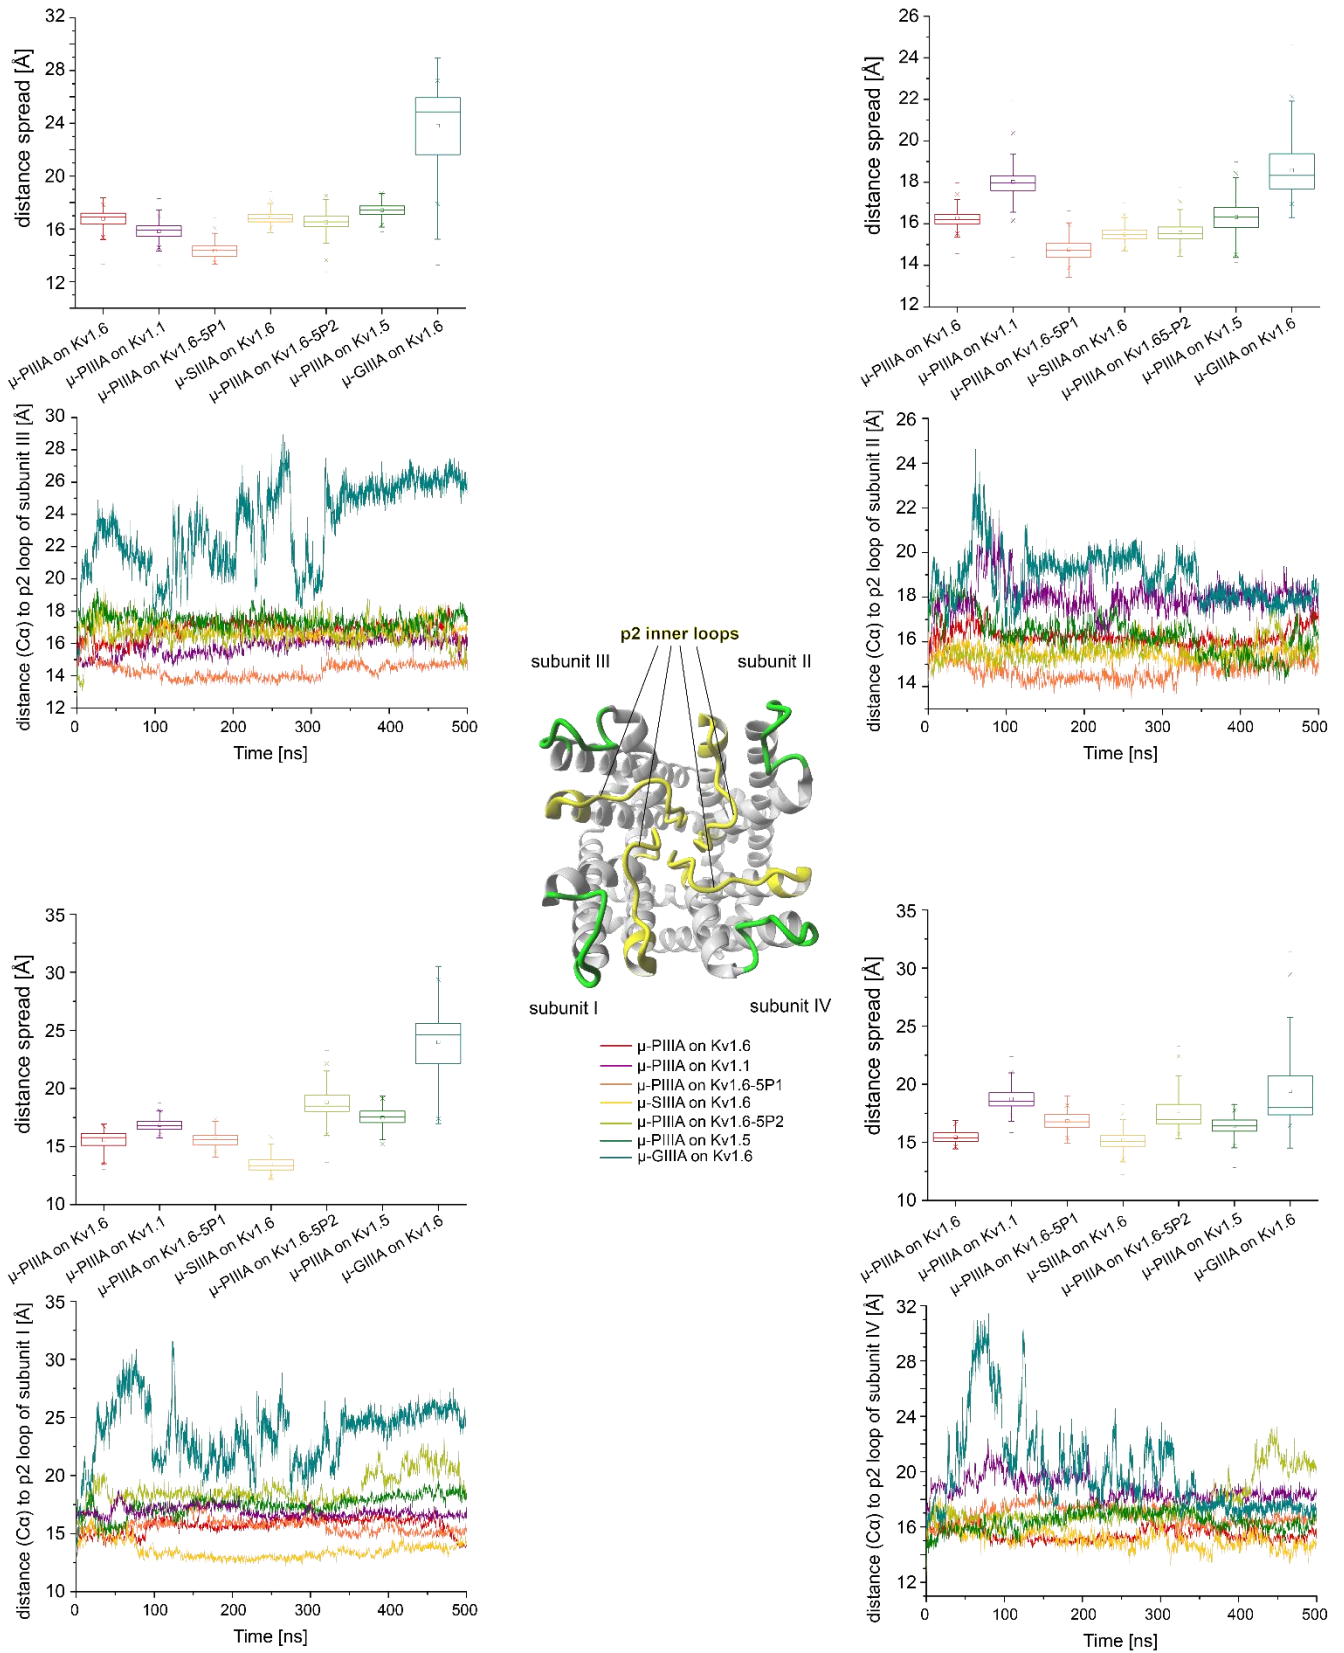 distance spread [Å]
32
28
24
20
16
12
µ-PIIIA on Kv1.6
µ-PIIIA on Kv1.1
µ-PIIIA on Kv1.6-5P1
µ-SIIIA on Kv1.6
µ-PIIIA on Kv1.6-5P2
µ-PIIIA on Kv1.5
µ-GIIIA on Kv1.6
distance spread [Å]
26
24
22
20
18
16
14
12
µ-PIIIA on Kv1.6
µ-PIIIA on Kv1.1
µ-PIIIA on Kv1.6-5P1
µ-SIIIA on Kv1.6
µ-PIIIA on Kv1.65-P2
µ-PIIIA on Kv1.5
µ-GIIIA on Kv1.6
distance (Cα) to p2 loop of subunit III [Å]
30
28
26
24
22
20
18
16
14
12
0
100
200
300
400
500
Time [ns]
distance (Cα) to p2 loop of subunit II [Å]
26
24
22
20
18
16
14
0
100
200
300
400
500
Time [ns]
p2 inner loops
subunit III
subunit II
subunit I
subunit IV
µ-PIIIA on Kv1.6
µ-PIIIA on Kv1.1
µ-PIIIA on Kv1.6-5P1
µ-SIIIA on Kv1.6
µ-PIIIA on Kv1.6-5P2
µ-PIIIA on Kv1.5
µ-GIIIA on Kv1.6
distance spread [Å]
35
30
25
20
15
10
µ-PIIIA on Kv1.6
µ-PIIIA on Kv1.1
µ-PIIIA on Kv1.6-5P1
µ-SIIIA on Kv1.6
µ-PIIIA on Kv1.6-5P2
µ-PIIIA on Kv1.5
µ-GIIIA on Kv1.6
distance spread [Å]
35
30
25
20
15
10
µ-PIIIA on Kv1.6
µ-PIIIA on Kv1.1
µ-PIIIA on Kv1.6-5P1
µ-SIIIA on Kv1.6
µ-PIIIA on Kv1.6-5P2
µ-PIIIA on Kv1.5
µ-GIIIA on Kv1.6
distance (Cα) to p2 loop of subunit I [Å]
35
30
25
20
15
10
0
100
200
300
400
500
Time [ns]
distance (Cα) to p2 loop of subunit IV [Å]
32
28
24
20
16
12
0
100
200
300
400
500
Time [ns]